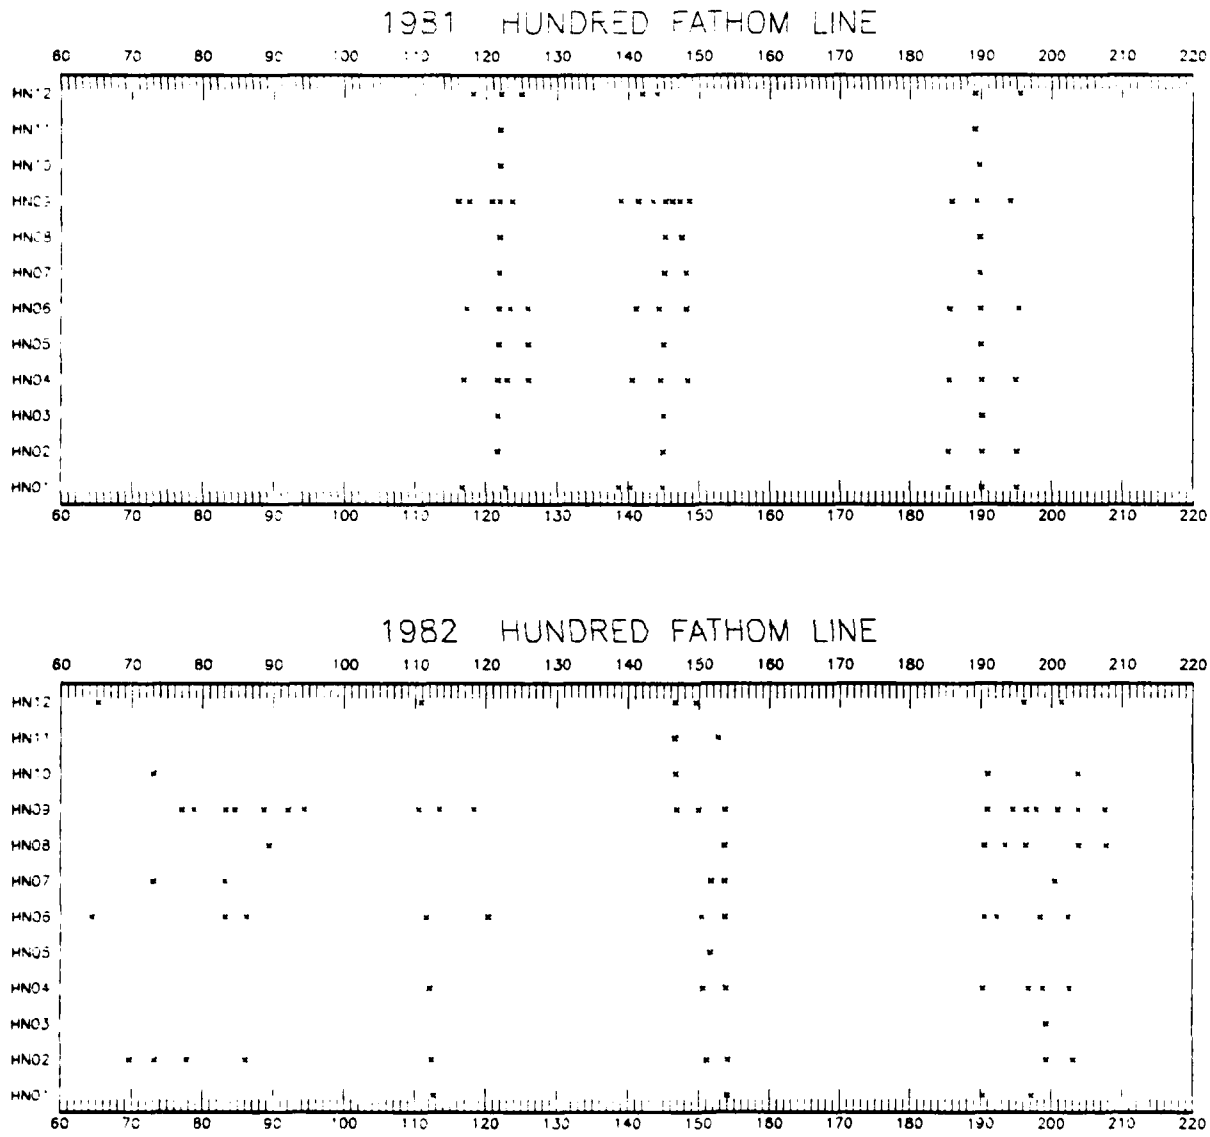 1981 HUNDRED FATHOM LINE
60 70 80 90 100 110 120 130 140 150 160 170 180 190 200 210 220
HN12
HN11
HN10
HN09
HN08
HN07
HN06
HN05
HN04
HN03
HN02
HN01
60 70 80 90 100 110 120 130 140 150 160 170 180 190 200 210 220
1982 HUNDRED FATHOM LINE
60 70 80 90 100 110 120 130 140 150 160 170 180 190 200 210 220
HN12
HN11
HN10
HN09
HN08
HN07
HN06
HN05
HN04
HN03
HN02
HN01
60 70 80 90 100 110 120 130 140 150 160 170 180 190 200 210 220